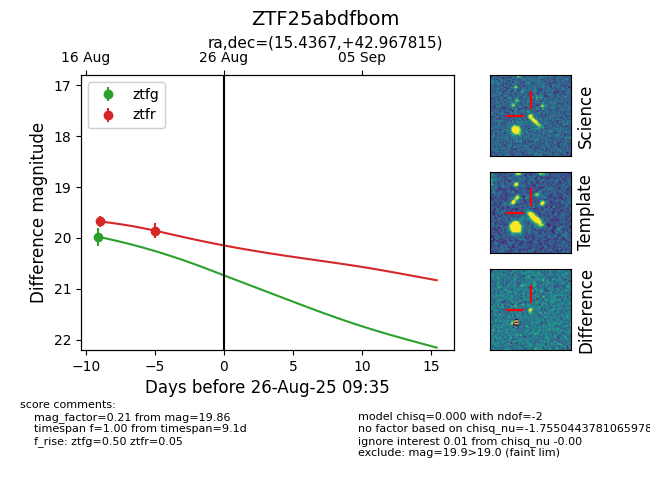 ZTF25abdfbom
ra,dec=(15.4367,+42.967815)
16 Aug
26 Aug
05 Sep
ztfg
ztfr
Difference magnitude
17
18
19
20
21
22
−10
−5
0
5
10
15
Days before 26-Aug-25 09:35
Science
Template
Difference
score comments:
mag_factor=0.21 from mag=19.86
timespan f=1.00 from timespan=9.1d
f_rise: ztfg=0.50 ztfr=0.05
model chisq=0.000 with ndof=-2
no factor based on chisq_nu=-1.7550443781065978
ignore interest 0.01 from chisq_nu -0.00
exclude: mag=19.9>19.0 (faint lim)